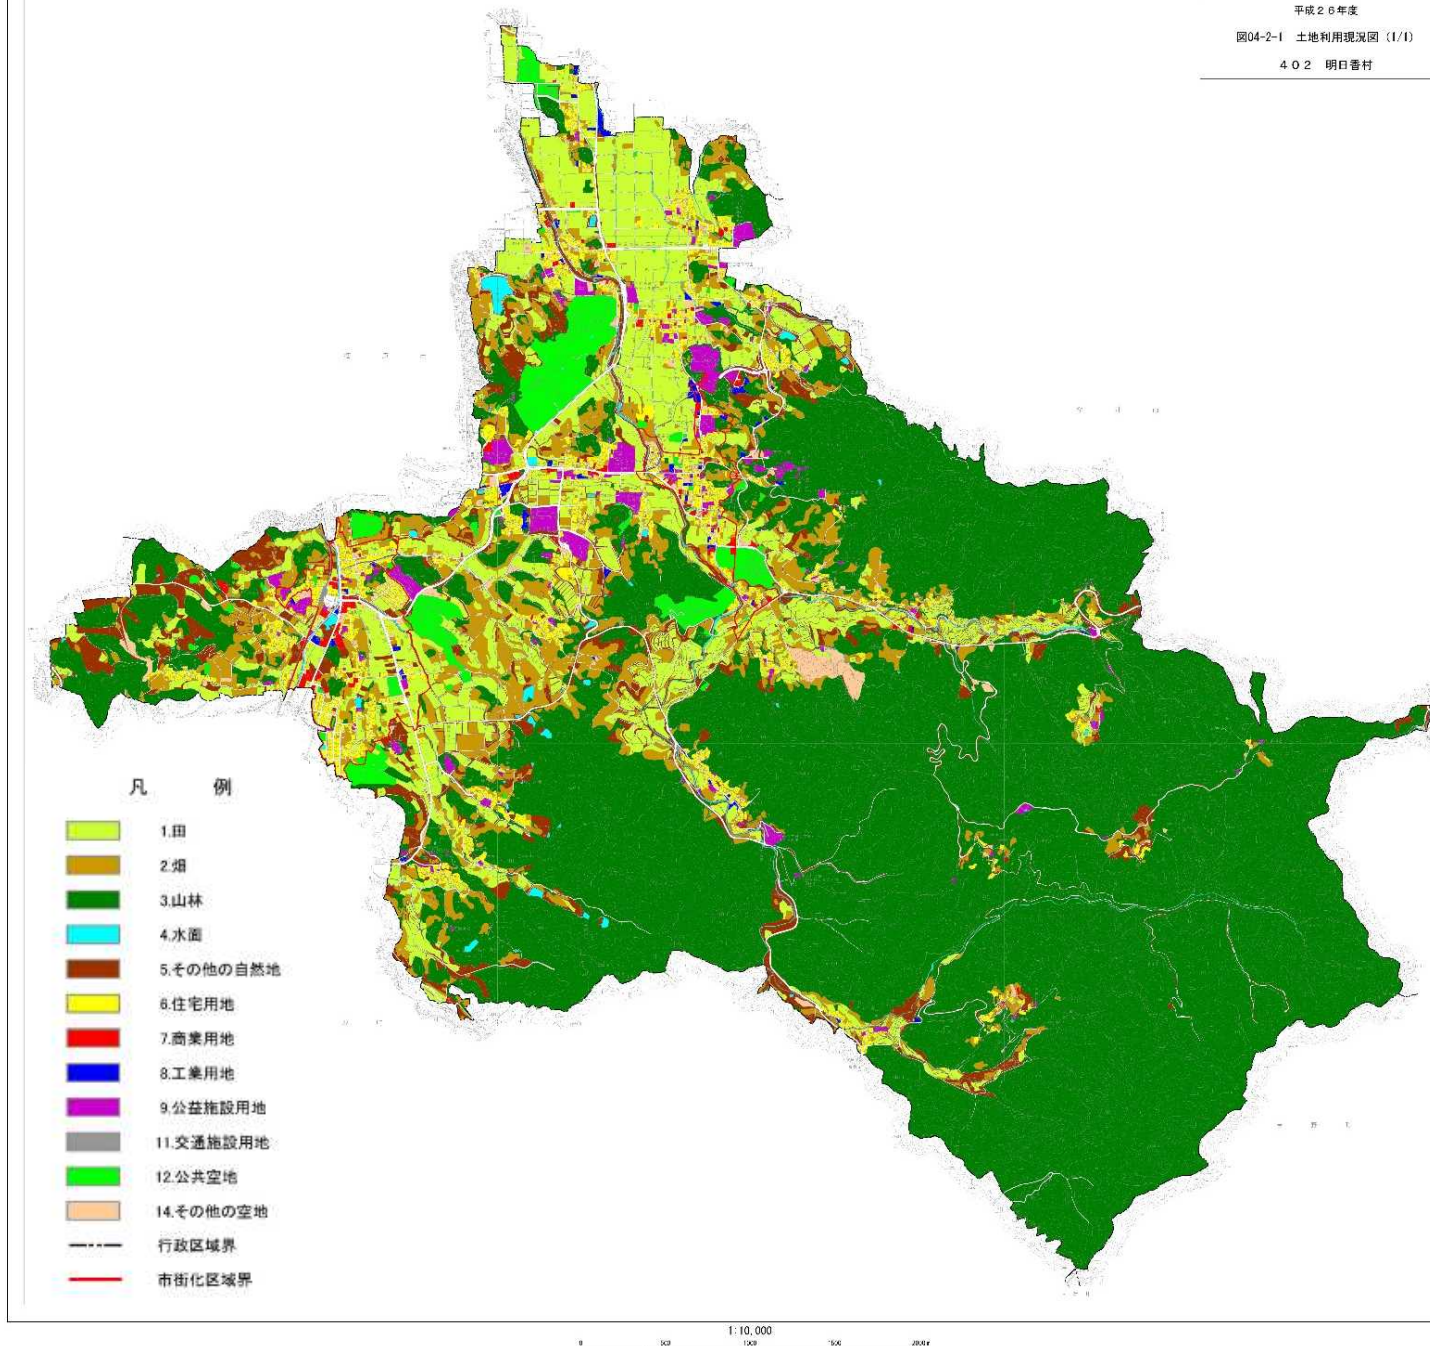 平成２６年度
図04-2-1 土地利用現況図 (1/1)
４０２ 明日香村
凡 例
1.田
2.畑
3.山林
4.水面
5.その他の自然地
6.住宅用地
7.商業用地
8.工業用地
9.公益施設用地
11.交通施設用地
12.公共空地
14.その他の空地
行政区域界
市街化区域界
1:10,000
0 500 1000 1500 2000m